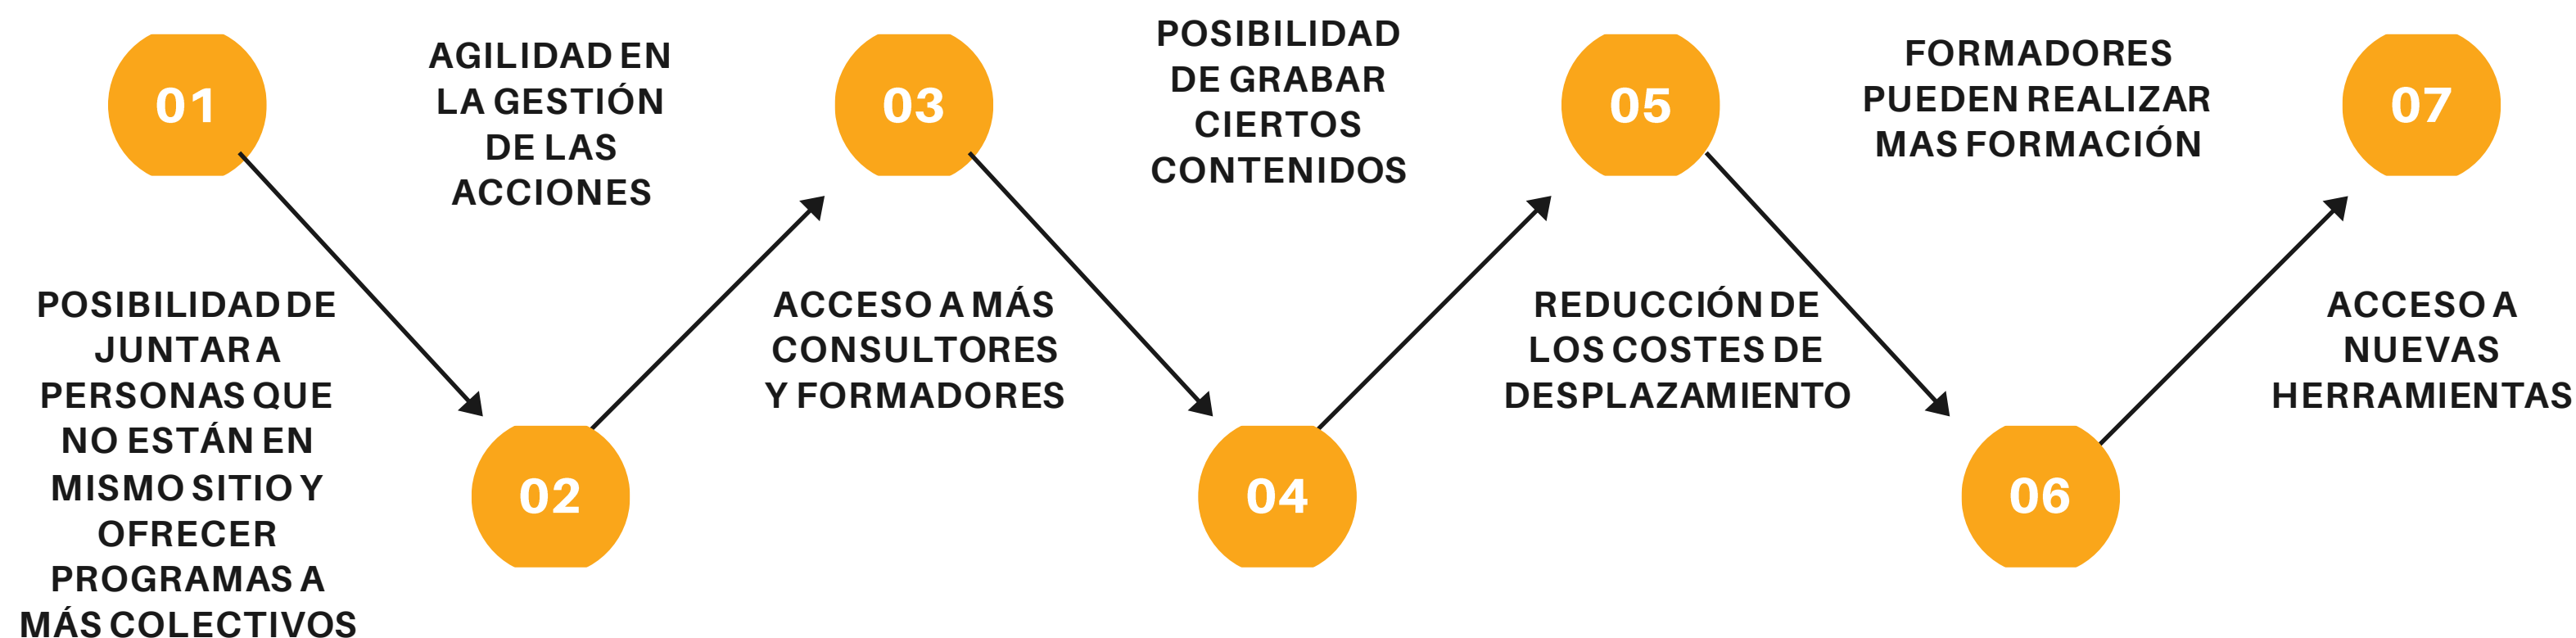 01
POSIBILIDAD DE
JUNTAR A
PERSONAS QUE
NO ESTÁN EN
MISMO SITIO Y
OFRECER
PROGRAMAS A
MÁS COLECTIVOS
AGILIDAD EN
LA GESTIÓN
DE LAS
ACCIONES
02
03
ACCESO A MÁS
CONSULTORES
Y FORMADORES
POSIBILIDAD
DE GRABAR
CIERTOS
CONTENIDOS
04
05
REDUCCIÓN DE
LOS COSTES DE
DESPLAZAMIENTO
FORMADORES
PUEDEN REALIZAR
MAS FORMACIÓN
06
07
ACCESO A
NUEVAS
HERRAMIENTAS